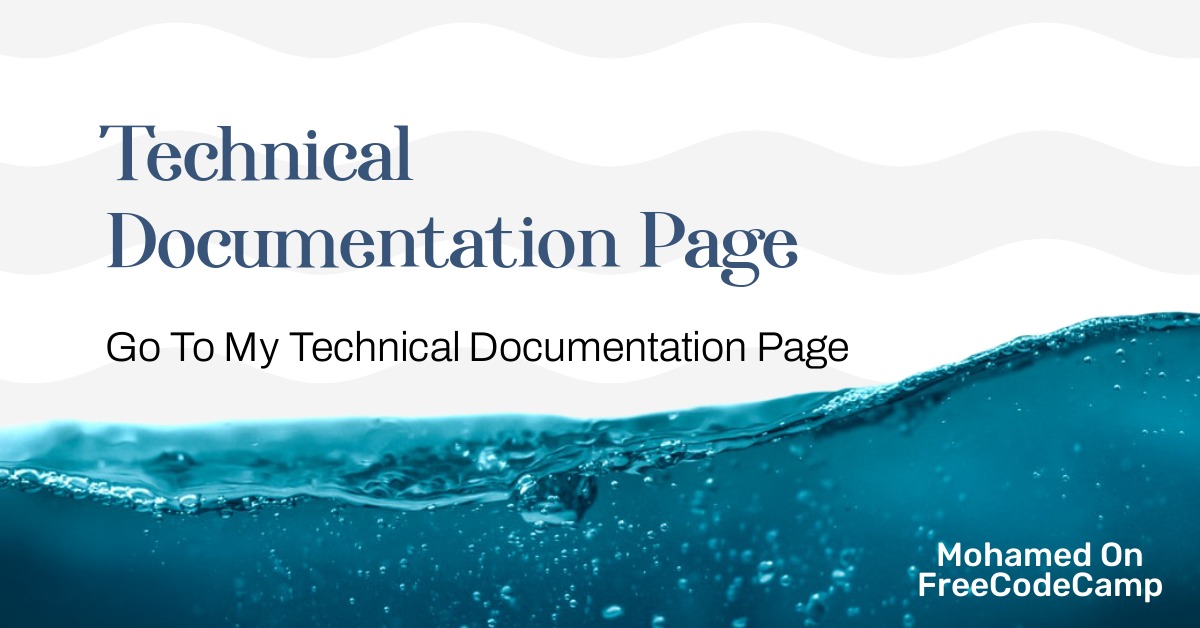 Technical
Documentation Page
Go To My Technical Documentation Page
Mohamed On
FreeCodeCamp